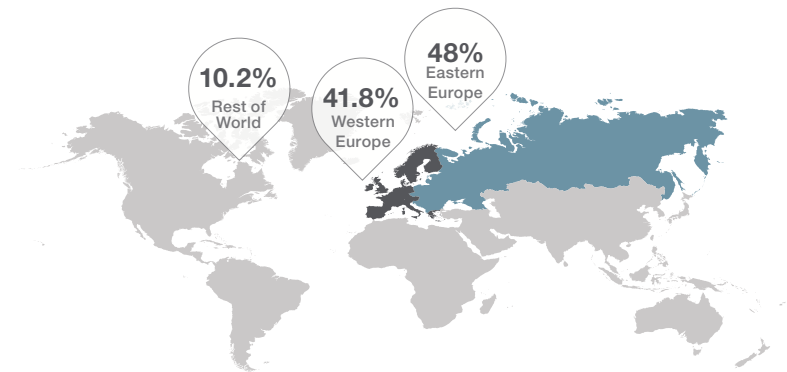 10.2%
Rest of
World
41.8%
Western
Europe
48%
Eastern
Europe